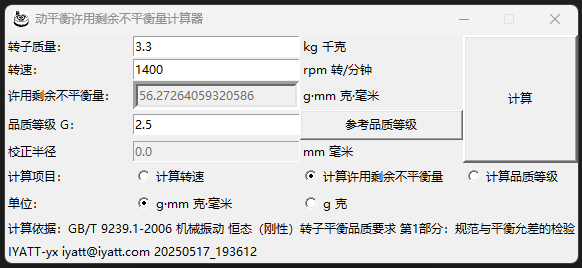 动平衡许用剩余不平衡量计算器
转子质量: 3.3 kg 千克
转速: 1400 rpm 转/分钟
许用剩余不平衡量: 56.27264059320586 g·mm 克·毫米
计算
品质等级 G: 2.5 参考品质等级
校正半径 0.0 mm 毫米
计算项目: 计算转速 计算许用剩余不平衡量 计算品质等级
单位: g·mm 克·毫米 g 克
计算依据: GB/T 9239.1-2006 机械振动 恒态（刚性）转子平衡品质要求 第1部分：规范与平衡允差的检验
IYATT-yx iyatt@iyatt.com 20250517_193612